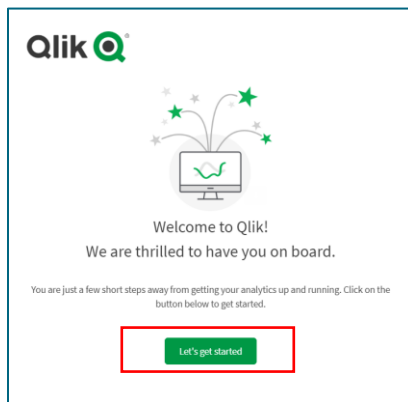 Qlik
Welcome to Qlik!
We are thrilled to have you on board.
You are just a few short steps away from getting your analytics up and running. Click on the
button below to get started.
Let's get started